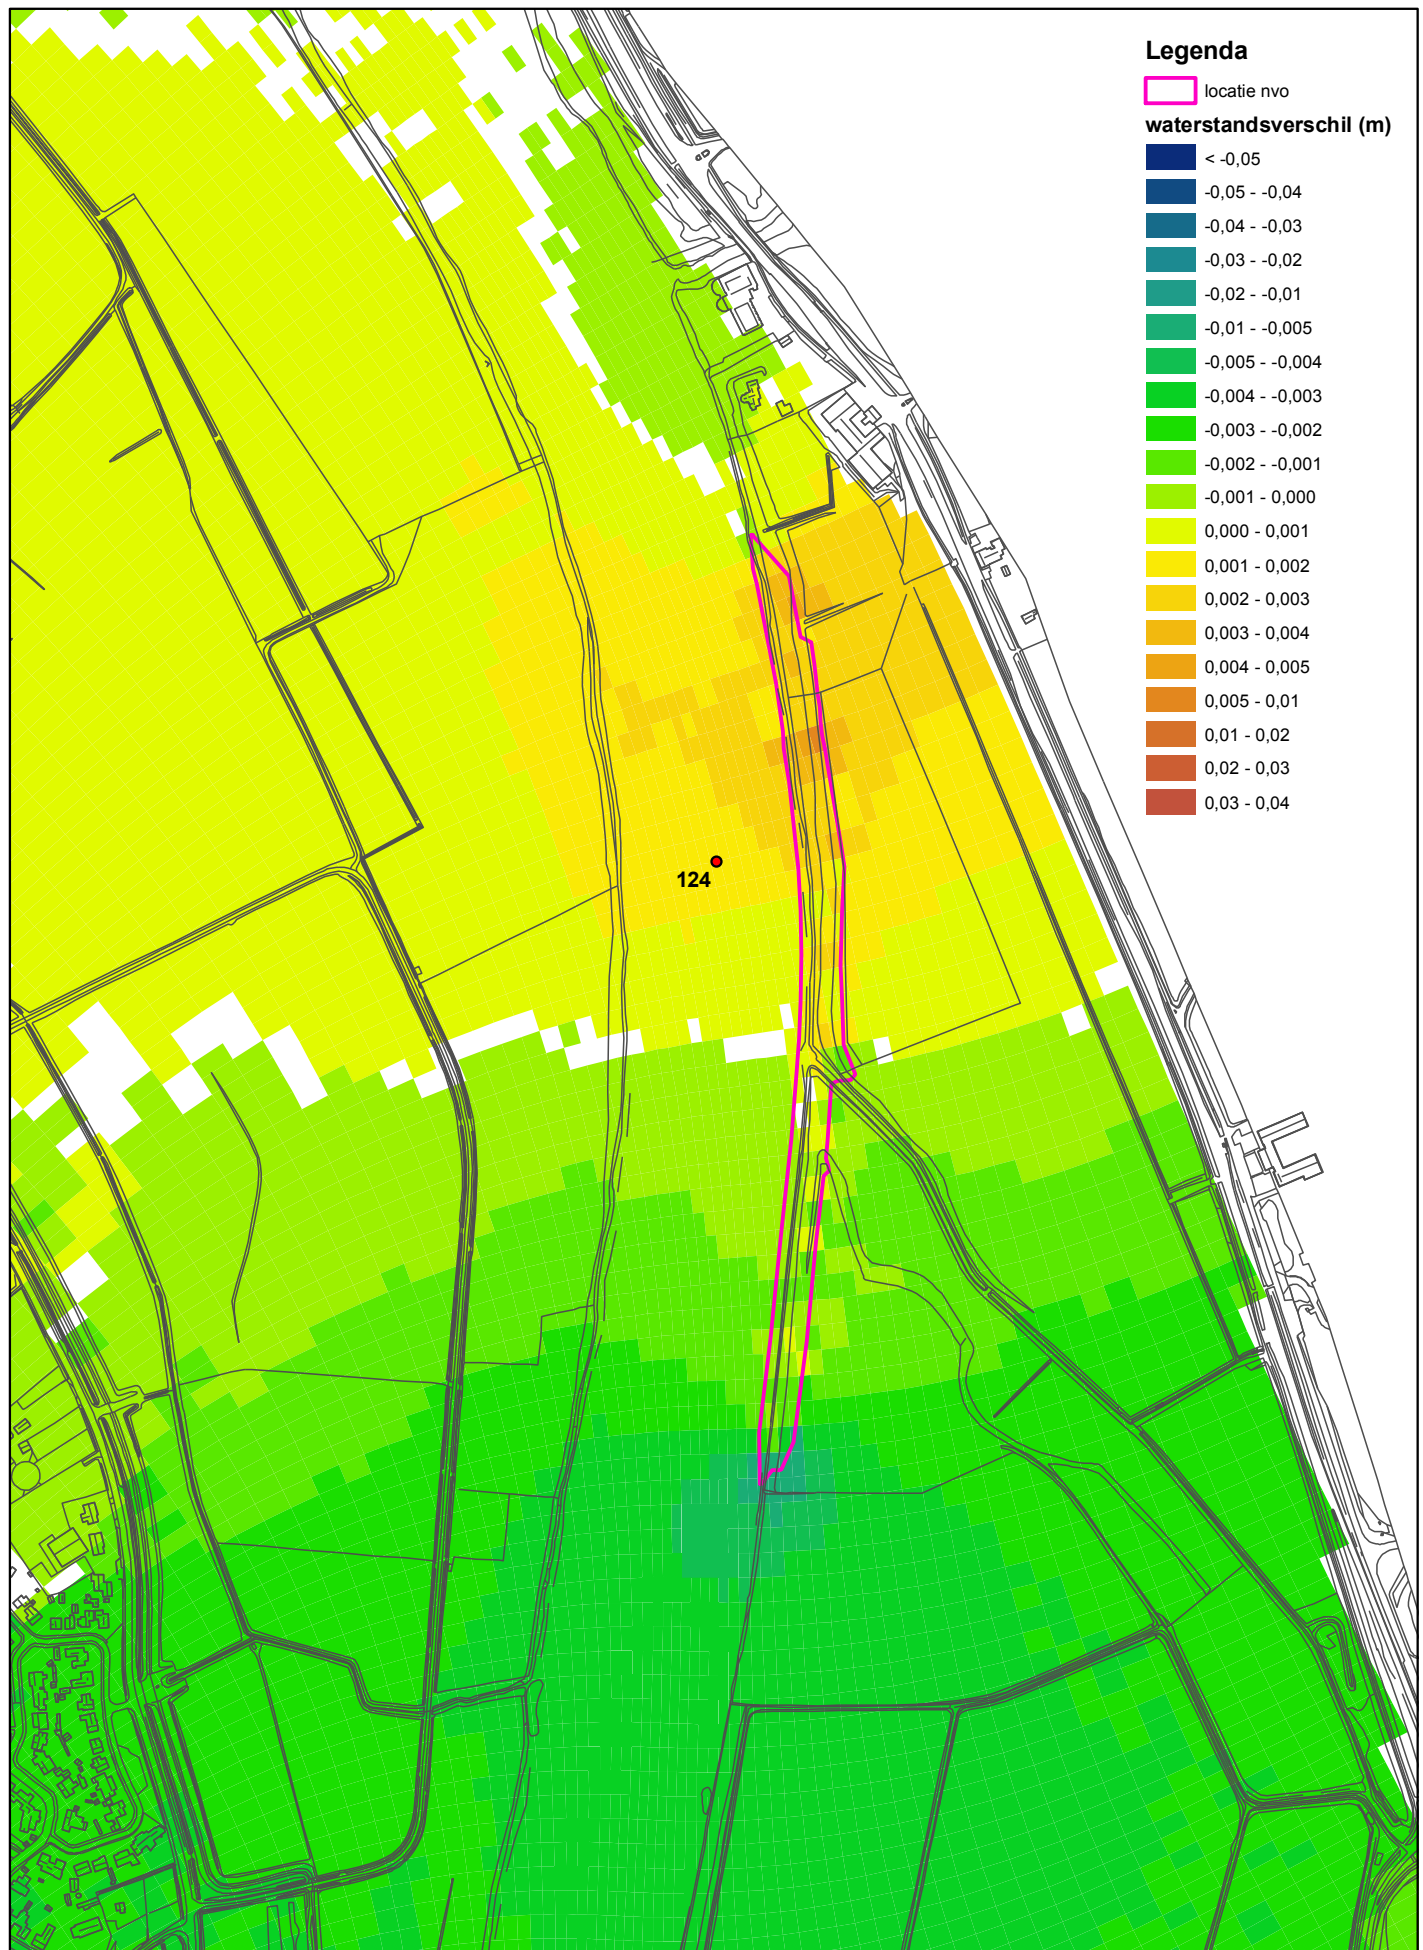 Legenda
locatie nvo
waterstandsverschil (m)
< -0,05
-0,05 - -0,04
-0,04 - -0,03
-0,03 - -0,02
-0,02 - -0,01
-0,01 - -0,005
-0,005 - -0,004
-0,004 - -0,003
-0,003 - -0,002
-0,002 - -0,001
-0,001 - 0,000
0,000 - 0,001
0,001 - 0,002
0,002 - 0,003
0,003 - 0,004
0,004 - 0,005
0,005 - 0,01
0,01 - 0,02
0,02 - 0,03
0,03 - 0,04
124